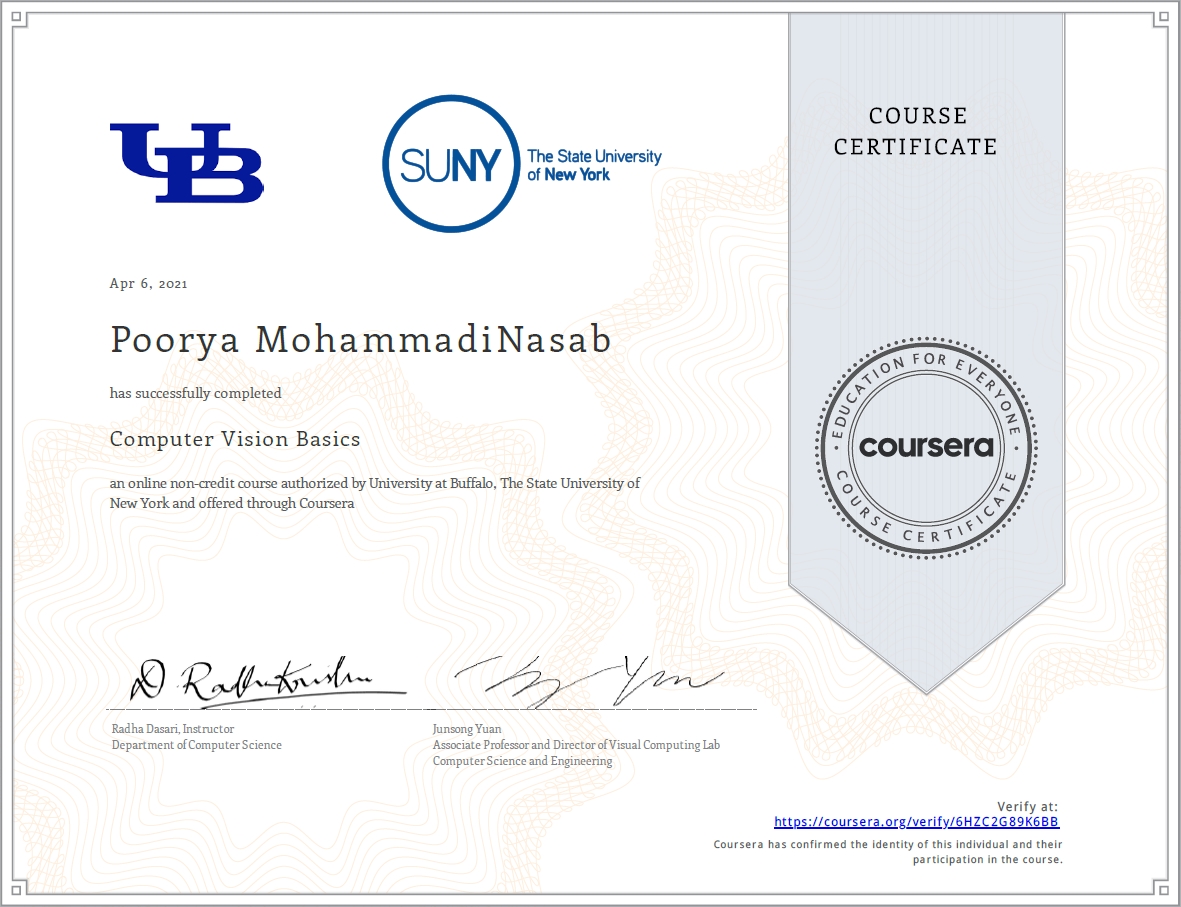 UB
SUNY
The State University
of New York
COURSE
CERTIFICATE
Apr 6, 2021
Poorya MohammadiNasab
has successfully completed
Computer Vision Basics
an online non-credit course authorized by University at Buffalo, The State University of
New York and offered through Coursera
EDUCATION FOR EVERYONE
coursera
COURSE CERTIFICATE
Radha Dasari, Instructor
Department of Computer Science
Junsong Yuan
Associate Professor and Director of Visual Computing Lab
Computer Science and Engineering
Verify at:
https://coursera.org/verify/6HZC2G89K6BB
Coursera has confirmed the identity of this individual and their
participation in the course.